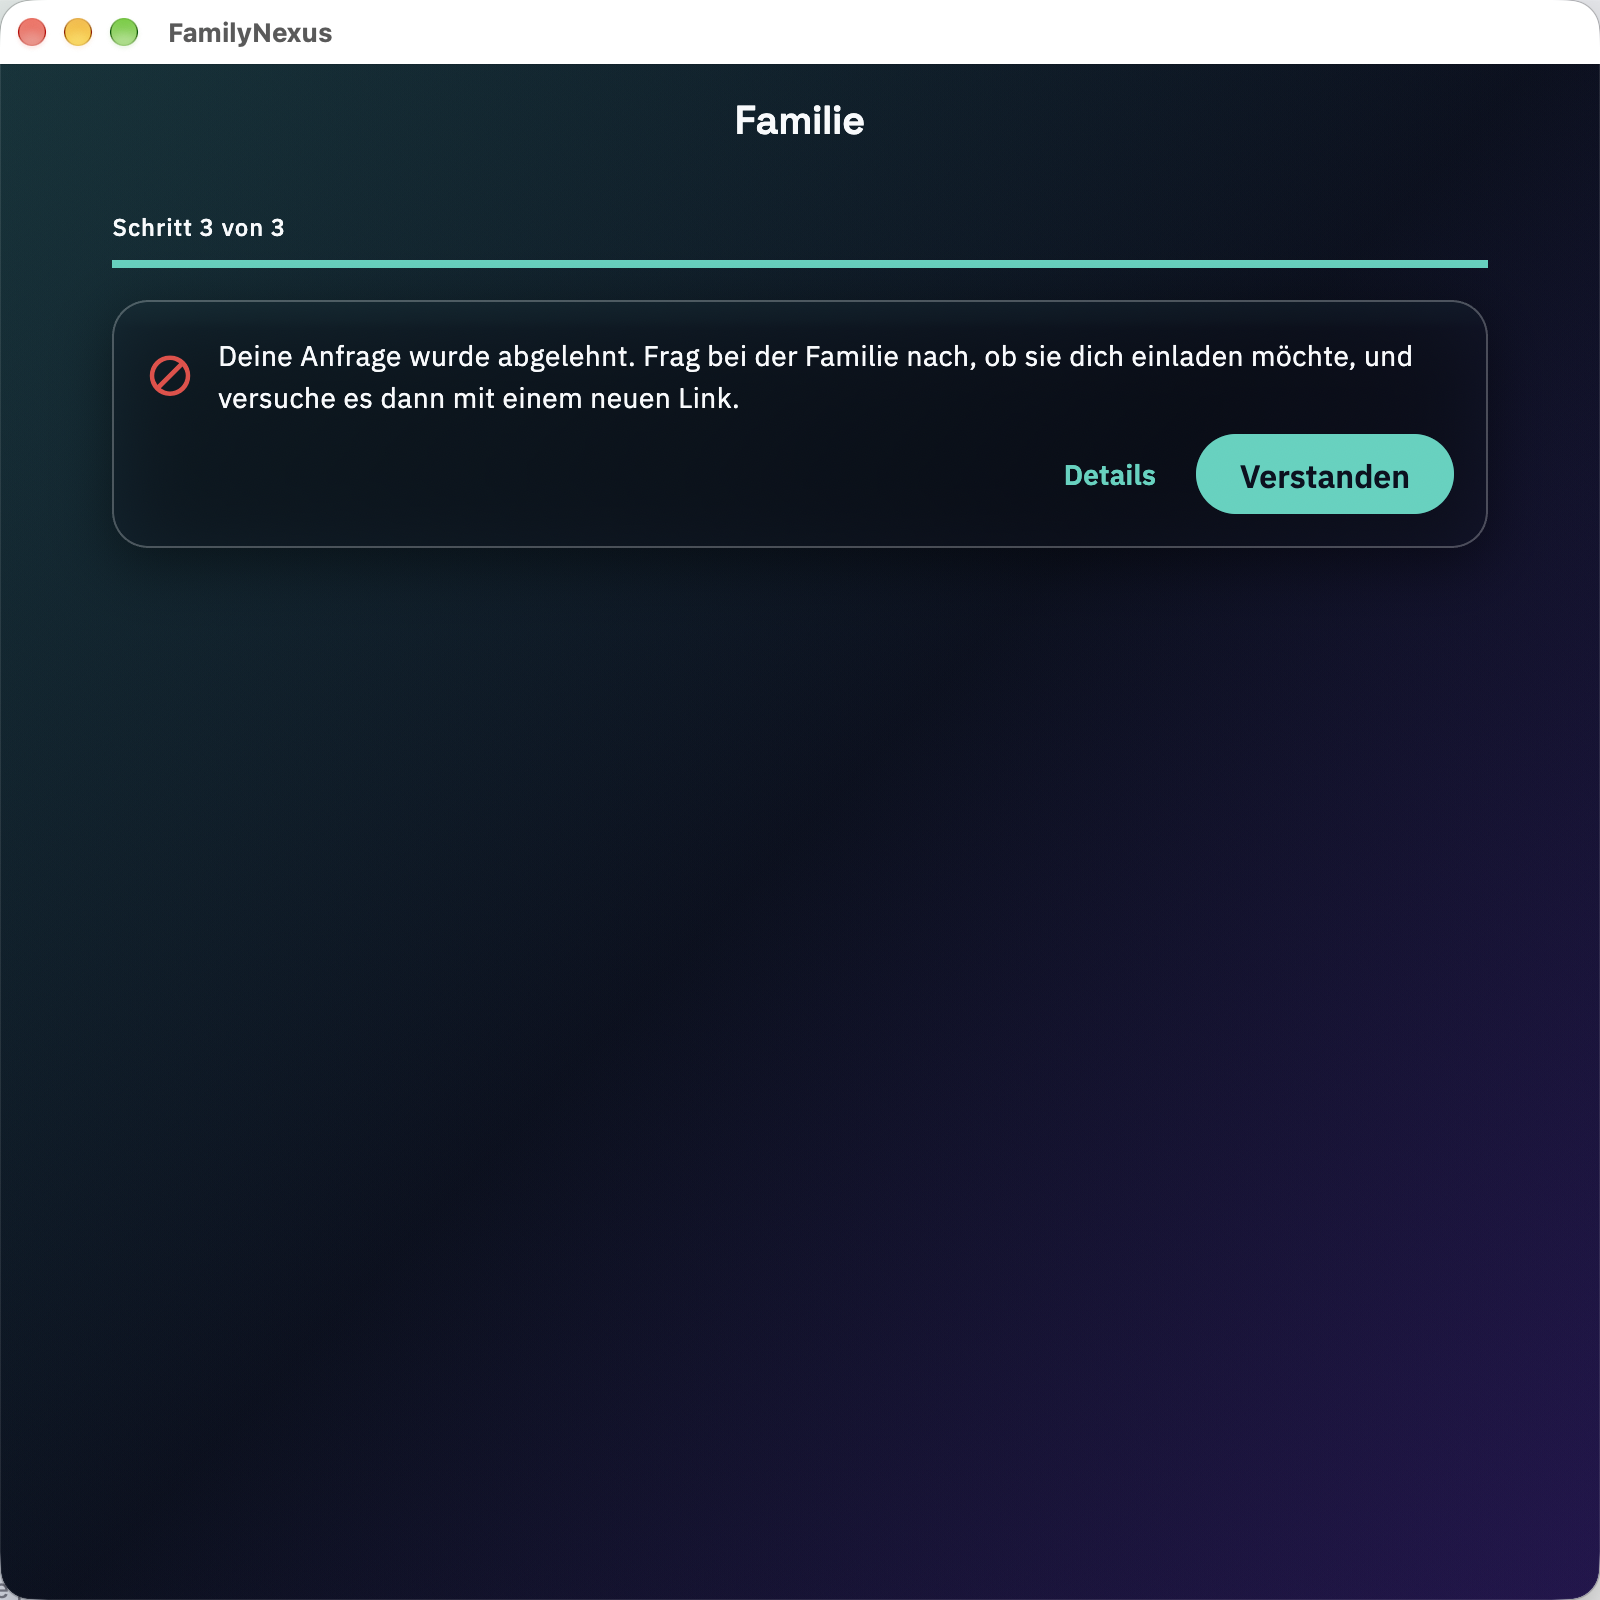 FamilyNexus
Familie
Schritt 3 von 3
Deine Anfrage wurde abgelehnt. Frag bei der Familie nach, ob sie dich einladen möchte, und
versuche es dann mit einem neuen Link.
Details
Verstanden